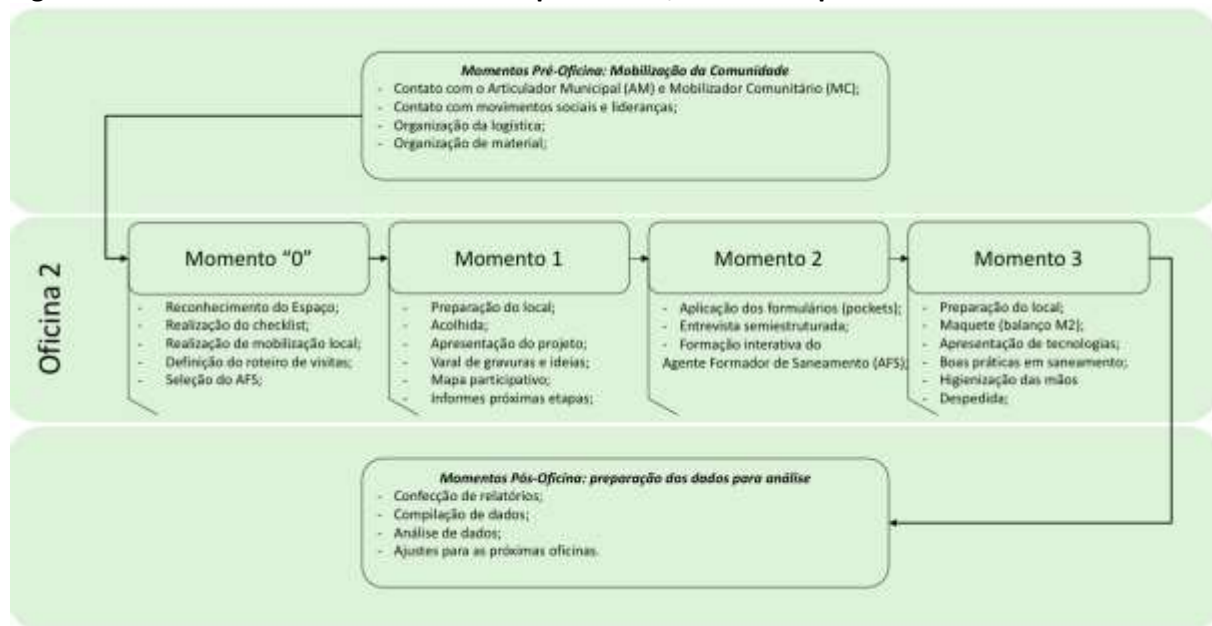 Momentos Pré-Oficina: Mobilização da Comunidade
- Contato com o Articulador Municipal (AM) e Mobilizador Comunitário (MC);
- Contato com movimentos sociais e lideranças;
- Organização da logística;
- Organização de material;
Oficina 2
Momento "0"
- Reconhecimento do Espaço;
- Realização do checklist;
- Realização de mobilização local;
- Definição do roteiro de visitas;
- Seleção do AFS;
Momento 1
- Preparação do local;
- Acolhida;
- Apresentação do projeto;
- Varal de gravuras e ideias;
- Mapa participativo;
- Informes próximas etapas;
Momento 2
- Aplicação dos formulários (pockets);
- Entrevista semiestruturada;
- Formação interativa do
Agente Formador de Saneamento (AFS);
Momento 3
- Preparação do local;
- Maquete (balanço M2);
- Apresentação de tecnologias;
- Boas práticas em saneamento;
- Higienização das mãos
- Despedida;
Momentos Pós-Oficina: preparação dos dados para análise
- Confecção de relatórios;
- Compilação de dados;
- Análise de dados;
- Ajustes para as próximas oficinas.